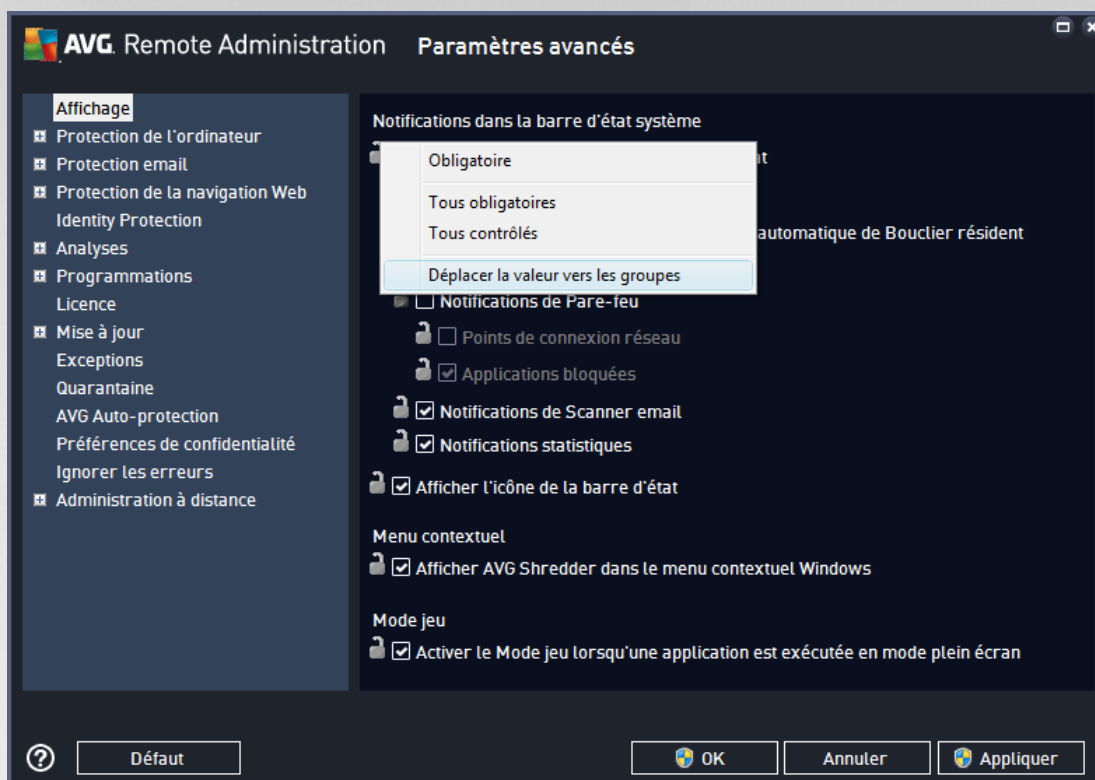 AVG. Remote Administration Paramètres avancés
Affichage
Protection de l'ordinateur
Protection email
Protection de la navigation Web
Identity Protection
Analyses
Programmations
Licence
Mise à jour
Exceptions
Quarantaine
AVG Auto-protection
Préférences de confidentialité
Ignorer les erreurs
Administration à distance
Notifications dans la barre d'état système
Obligatoire
Tous obligatoires
Tous contrôlés
automatique de Bouclier résident
Déplacer la valeur vers les groupes
Notifications de Pare-feu
Points de connexion réseau
Applications bloquées
Notifications de Scanner email
Notifications statistiques
Afficher l'icône de la barre d'état
Menu contextuel
Afficher AVG Shredder dans le menu contextuel Windows
Mode jeu
Activer le Mode jeu lorsqu'une application est exécutée en mode plein écran
Défaut
OK
Annuler
Appliquer